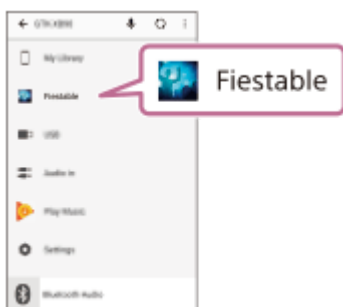 GTK-XB90
My Library
Fiestable
Fiestable
USB
Audio in
Play Music
Settings
Bluetooth Audio